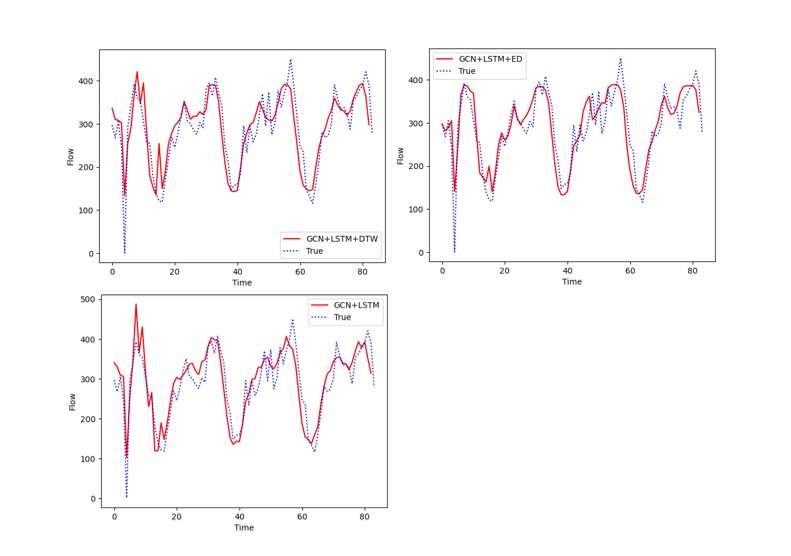 GCN+LSTM+DTW
True
Flow
400
300
200
100
0
0 20 40 60 80
Time
GCN+LSTM+ED
True
Flow
400
300
200
100
0
0 20 40 60 80
Time
GCN+LSTM
True
Flow
500
400
300
200
100
0
0 20 40 60 80
Time